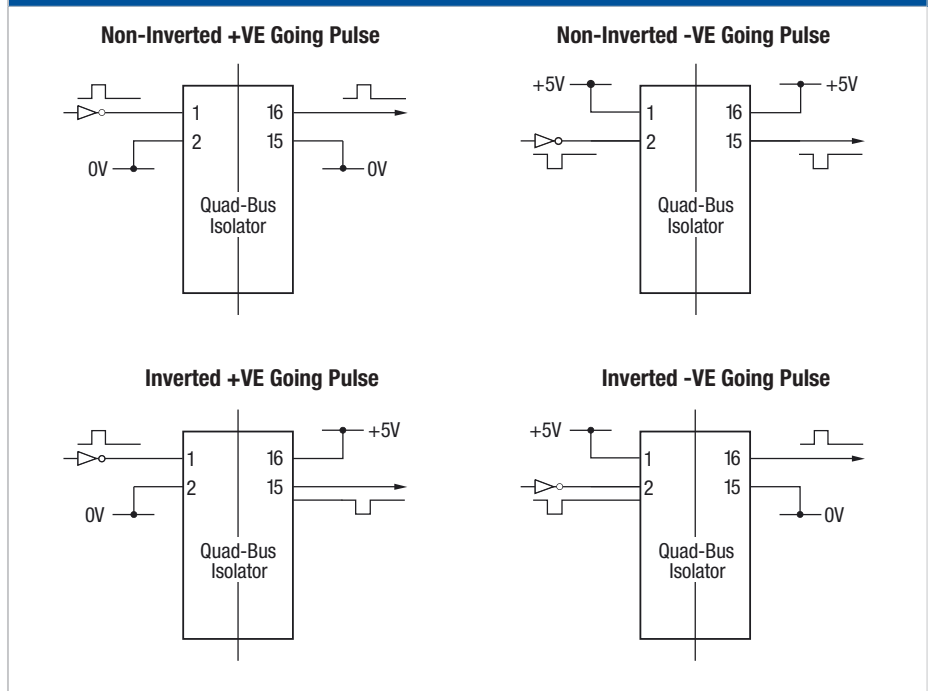 Non-Inverted +VE Going Pulse
1
16
2
15
0V
0V
Quad-Bus
Isolator
Non-Inverted -VE Going Pulse
+5V
+5V
1
16
2
15
Quad-Bus
Isolator
Inverted +VE Going Pulse
+5V
1
16
2
15
0V
Quad-Bus
Isolator
Inverted -VE Going Pulse
+5V
1
16
2
15
0V
Quad-Bus
Isolator